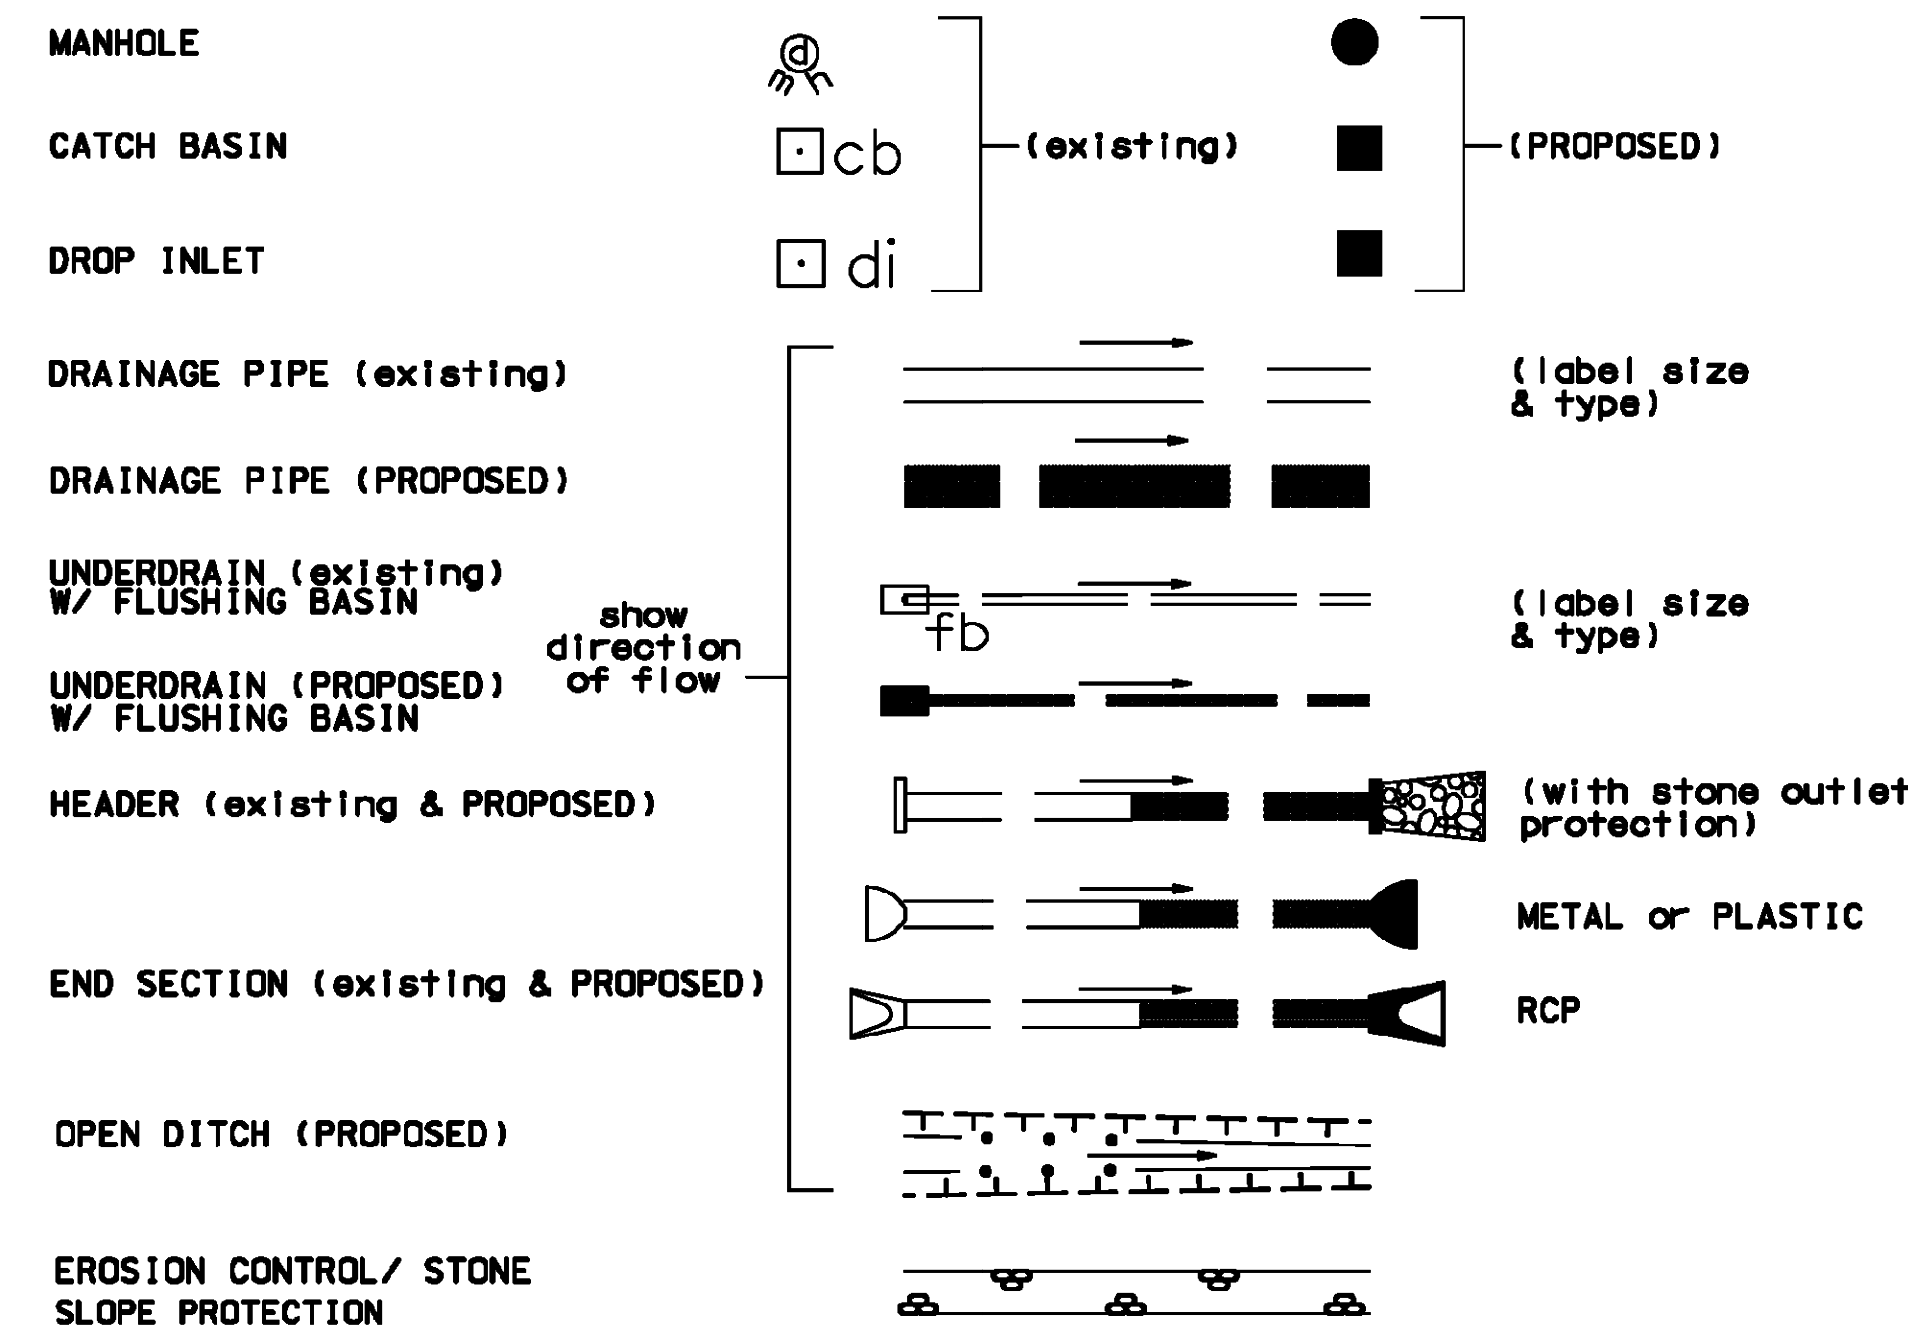 MANHOLE
d
mh
CATCH BASIN
cb
(existing)
(PROPOSED)
DROP INLET
di
DRAINAGE PIPE (existing)
(label size
& type)
DRAINAGE PIPE (PROPOSED)
UNDERDRAIN (existing)
W/ FLUSHING BASIN
fb
(label size
& type)
show
direction
of flow
UNDERDRAIN (PROPOSED)
W/ FLUSHING BASIN
HEADER (existing & PROPOSED)
(with stone outlet
protection)
METAL or PLASTIC
END SECTION (existing & PROPOSED)
RCP
OPEN DITCH (PROPOSED)
EROSION CONTROL/ STONE
SLOPE PROTECTION